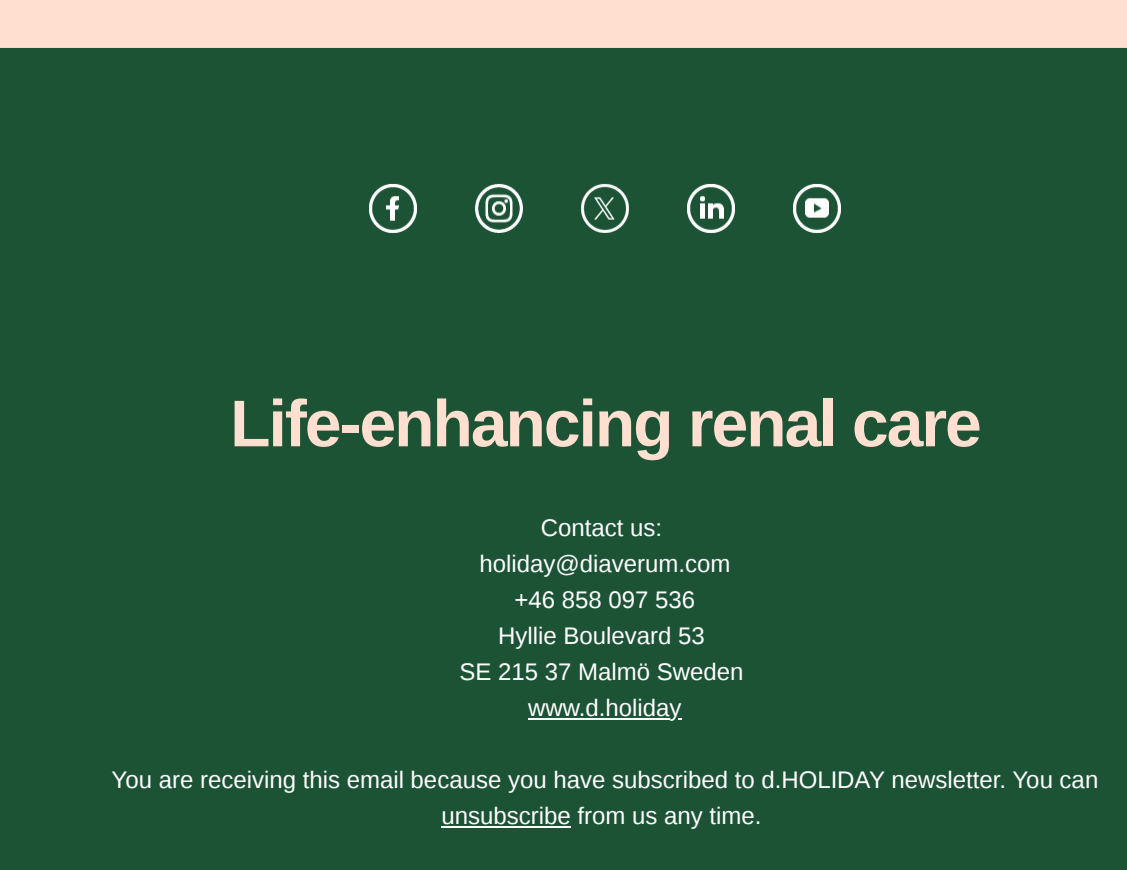 Life-enhancing renal care
Contact us:
holiday@diaverum.com
+46 858 097 536
Hyllie Boulevard 53
SE 215 37 Malmö Sweden
www.d.holiday
You are receiving this email because you have subscribed to d.HOLIDAY newsletter. You can
unsubscribe from us any time.